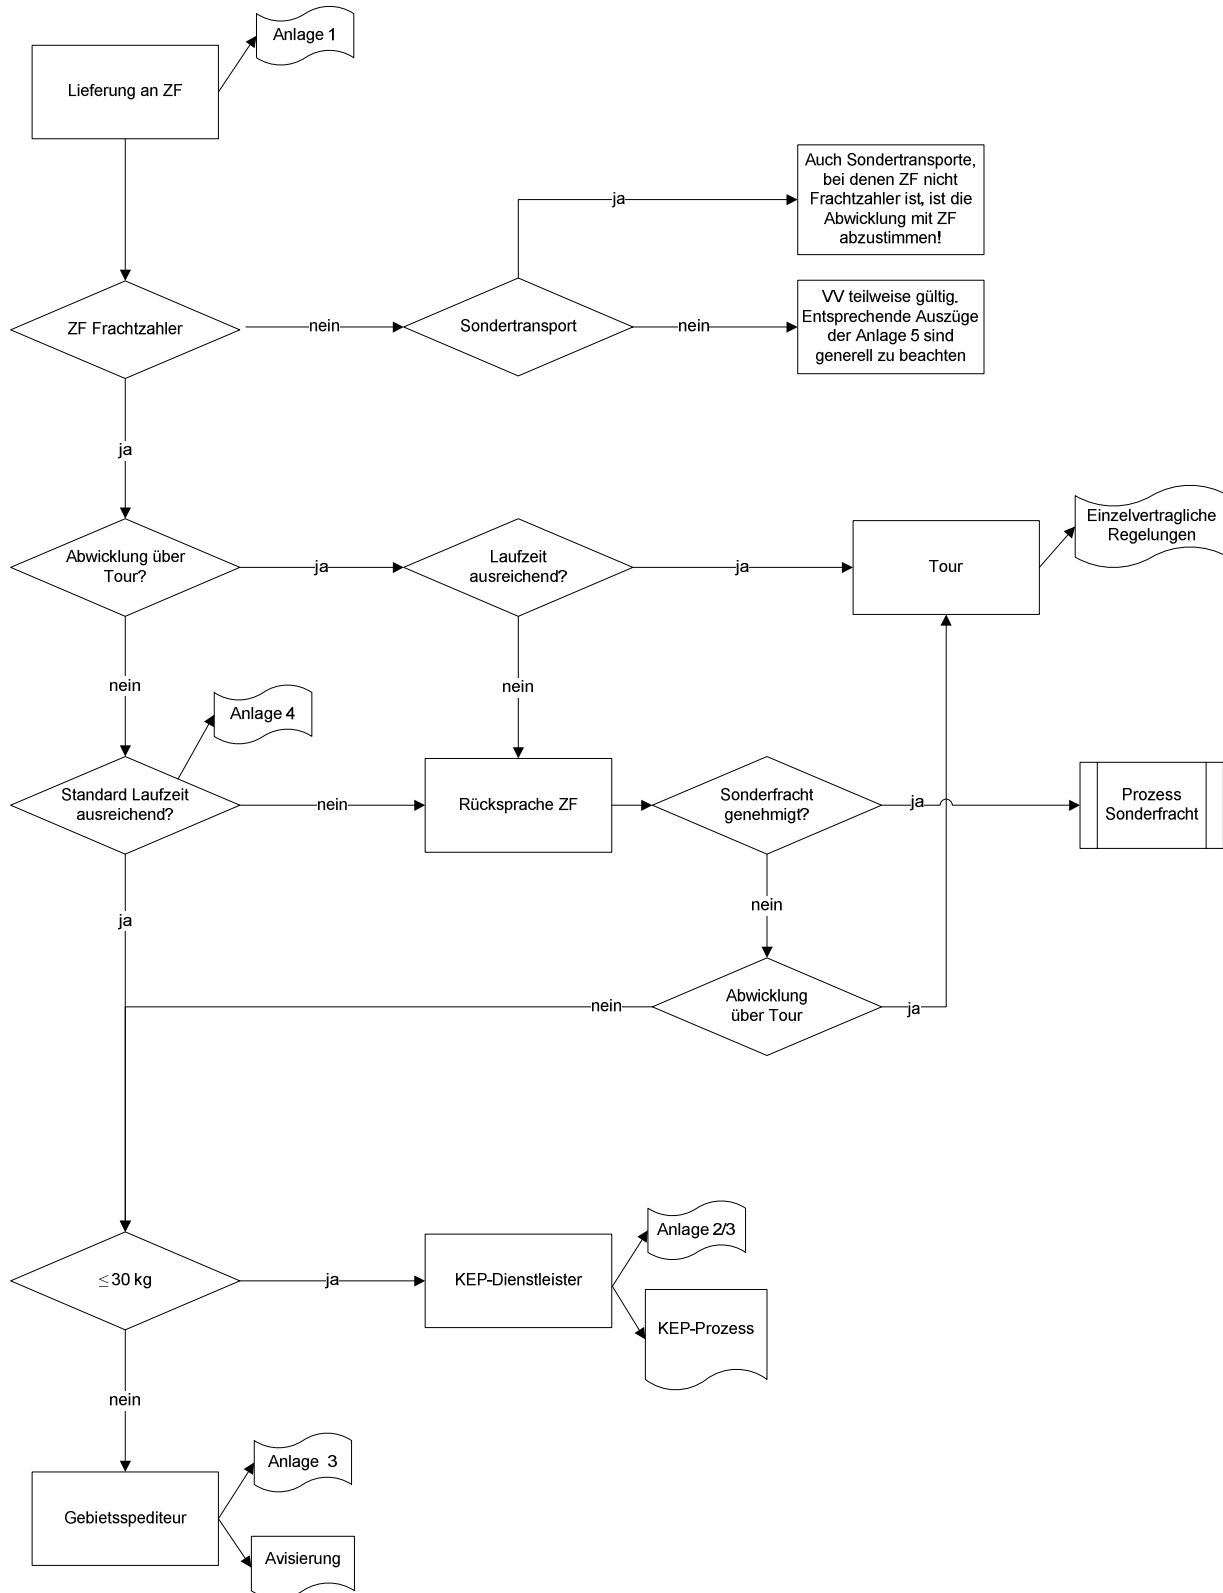 Anlage 1
Lieferung an ZF
Auch Sondertransporte,
bei denen ZF nicht
Frachtzahler ist, ist die
Abwicklung mit ZF
abzustimmen!
ja
ZF Frachtzahler
nein
Sondertransport
nein
VV teilweise gültig.
Entsprechende Auszüge
der Anlage 5 sind
generell zu beachten
ja
Abwicklung über
Tour?
ja
Laufzeit
ausreichend?
ja
Tour
Einzelvertragliche
Regelungen
nein
nein
Anlage 4
Standard Laufzeit
ausreichend?
nein
Rücksprache ZF
Sonderfracht
genehmigt?
ja
Prozess
Sonderfracht
ja
nein
nein
Abwicklung
über Tour
ja
≤ 30 kg
ja
KEP-Dienstleister
Anlage 2/3
KEP-Prozess
nein
Gebietsspediteur
Anlage 3
Avisierung